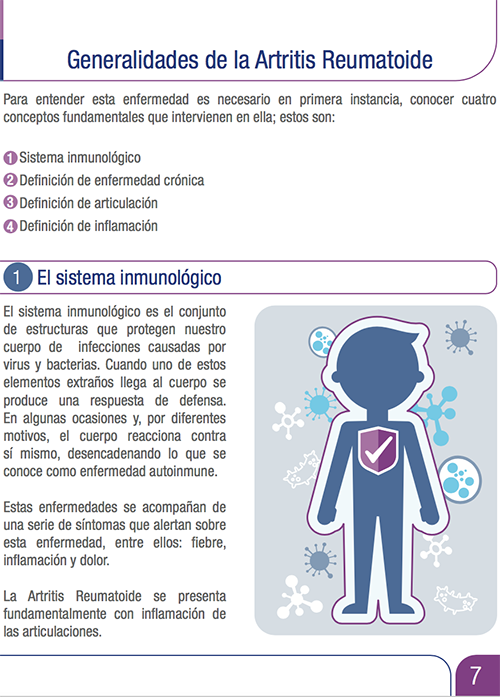 Generalidades de la Artritis Reumatoide
Para entender esta enfermedad es necesario en primera instancia, conocer cuatro
conceptos fundamentales que intervienen en ella; estos son:
1 Sistema inmunológico
2 Definición de enfermedad crónica
3 Definición de articulación
4 Definición de inflamación
1 El sistema inmunológico
El sistema inmunológico es el conjunto
de estructuras que protegen nuestro
cuerpo de infecciones causadas por
virus y bacterias. Cuando uno de estos
elementos extraños llega al cuerpo se
produce una respuesta de defensa.
En algunas ocasiones y, por diferentes
motivos, el cuerpo reacciona contra
sí mismo, desencadenando lo que se
conoce como enfermedad autoinmune.
Estas enfermedades se acompañan de
una serie de síntomas que alertan sobre
esta enfermedad, entre ellos: fiebre,
inflamación y dolor.
La Artritis Reumatoide se presenta
fundamentalmente con inflamación de
las articulaciones.
7